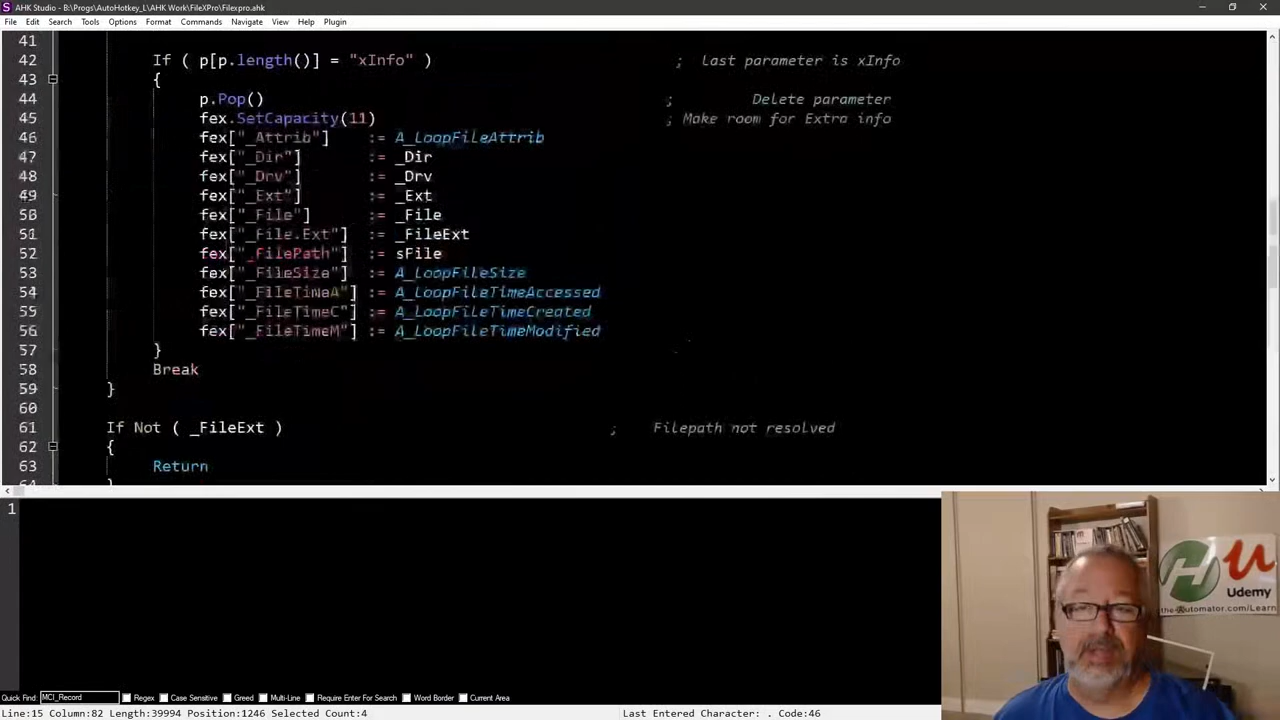 AHK Studio - B:\Progs\AutoHotkey_L\AHK Work\FileXPro\Filexpro.ahk
File Edit Search Tools Options Format Commands Navigate View Help Plugin
41
42 If ( p[p.length()] = "xInfo" ) ; Last parameter is xInfo
43 {
44 p.Pop() ; Delete parameter
45 fex.SetCapacity(11) ; Make room for Extra info
46 fex["_Attrib"] := A_LoopFileAttrib
47 fex["_Dir"] := _Dir
48 fex["_Drv"] := _Drv
49 fex["_Ext"] := _Ext
50 fex["_File"] := _File
51 fex["_File.Ext"] := _FileExt
52 fex["_FilePath"] := sFile
53 fex["_FileSize"] := A_LoopFileSize
54 fex["_FileTimeA"] := A_LoopFileTimeAccessed
55 fex["_FileTimeC"] := A_LoopFileTimeCreated
56 fex["_FileTimeM"] := A_LoopFileTimeModified
57 }
58 Break
59 }
60
61 If Not ( _FileExt ) ; Filepath not resolved
62 {
63 Return
64
1
H u
Udemy
the-Automator.com/Learn
Quick Find: MCI_Record Regex Case Sensitive Greed Multi-Line Require Enter For Search Word Border Current Area
Line:15 Column:82 Length:39994 Position:1246 Selected Count:4 Last Entered Character: . Code:46